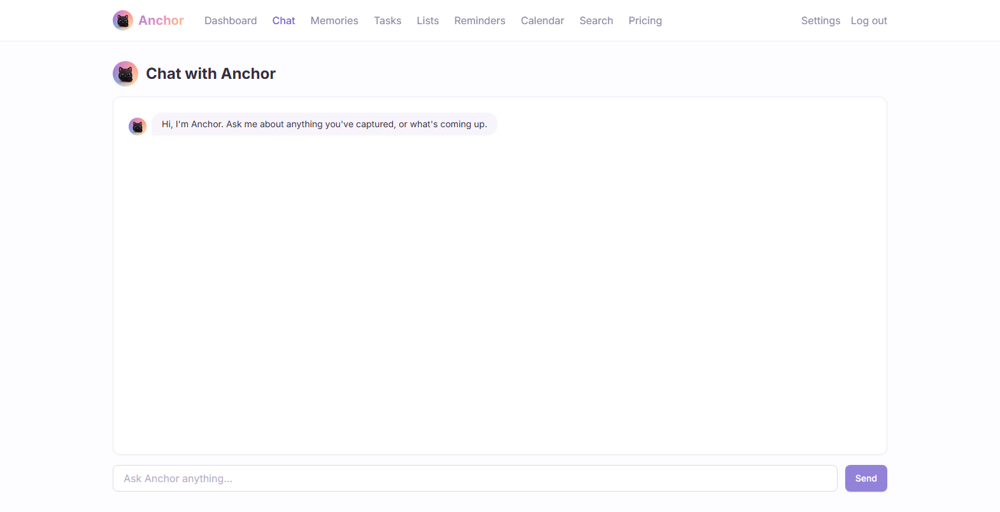 Anchor Dashboard Chat Memories Tasks Lists Reminders Calendar Search Pricing Settings Log out
Chat with Anchor
Hi, I'm Anchor. Ask me about anything you've captured, or what's coming up.
Ask Anchor anything... Send